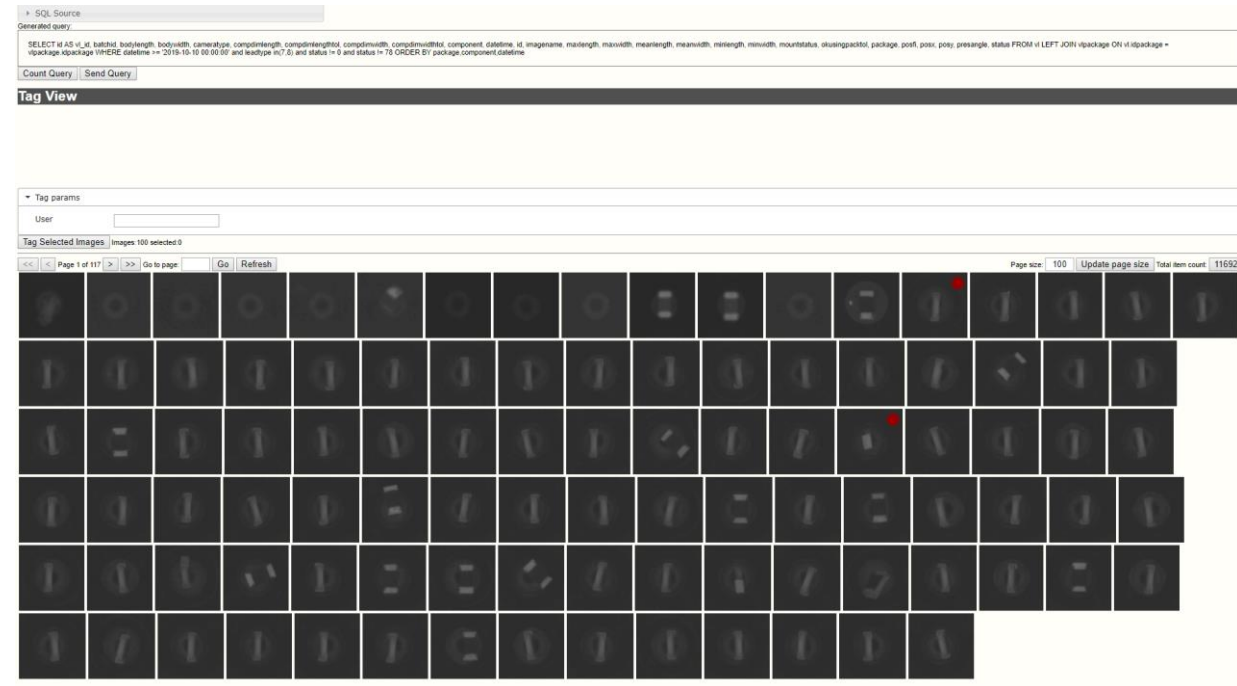 SQL Source
Generated query:
SELECT id AS vl_id, batchid, bodylength, bodywidth, cameratype, compdimlength, compdimlengthtol, compdimwidth, compdimwidthtol, component, datetime, id, imagename, maxlength, maxwidth, meanlength, meanwidth, minlength, minwidth, mountstatus, okusingpacktol, package, posfi, posx, posy, presangle, status FROM vl LEFT JOIN vlpackage ON vl.idpackage =
vlpackage.idpackage WHERE datetime >= '2019-10-10 00:00:00' and leadtype in(7,8) and status != 0 and status != 78 ORDER BY package,component,datetime
Count Query Send Query
Tag View
Tag params
User
Tag Selected Images Images:100 selected:0
<< < Page 1 of 117 > >> Go to page: Go Refresh Page size: 100 Update page size Total item count: 11692